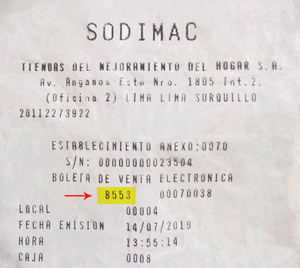 SODIMAC
TIENDAS DEL MEJORAMIENTO DEL HOGAR S.A.
Av. Angamos Este Nro. 1805 Int.2.
(Oficina 2) LIMA LIMA SURQUILLO
20112273922
ESTABLECIMIENTO ANEXO:0070
S/N: 00000000023504
BOLETA DE VENTA ELECTRONICA
B553 00070038
LOCAL 00004
FECHA EMISION 14/07/2019
HORA 13:55:14
CAJA 0008